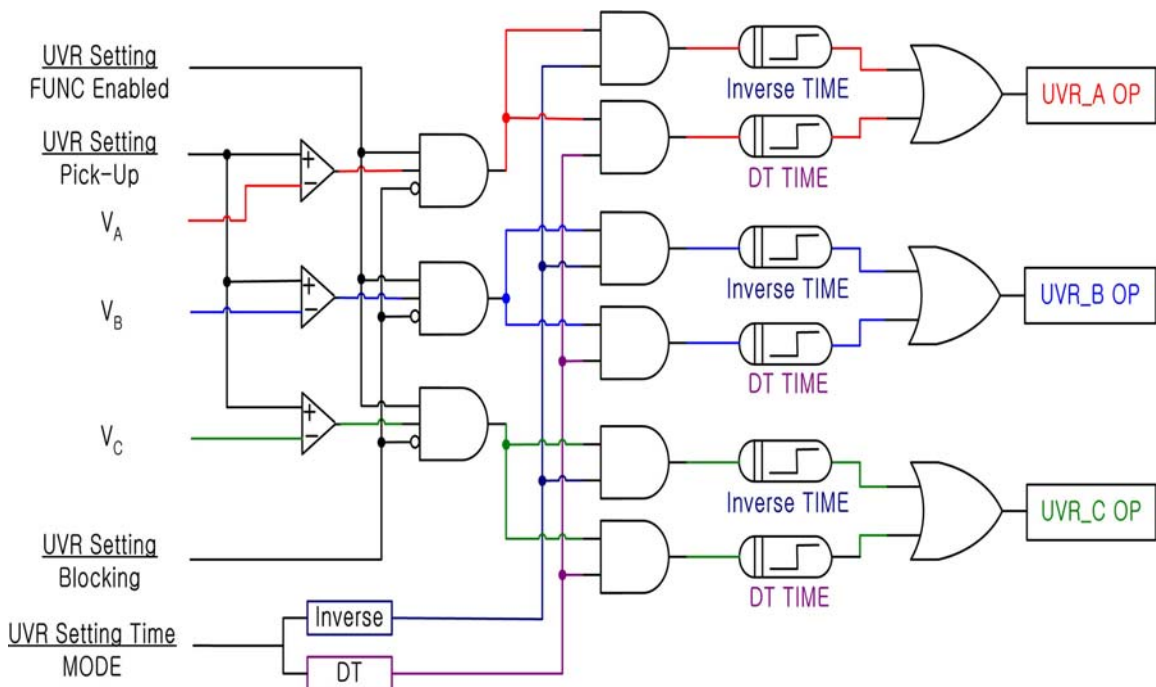 UVR Setting
FUNC Enabled
UVR Setting
Pick-Up
VA
VB
VC
UVR Setting
Blocking
UVR Setting Time
MODE
Inverse
DT
+
−
+
−
+
−
Inverse TIME
DT TIME
UVR_A OP
Inverse TIME
DT TIME
UVR_B OP
Inverse TIME
DT TIME
UVR_C OP